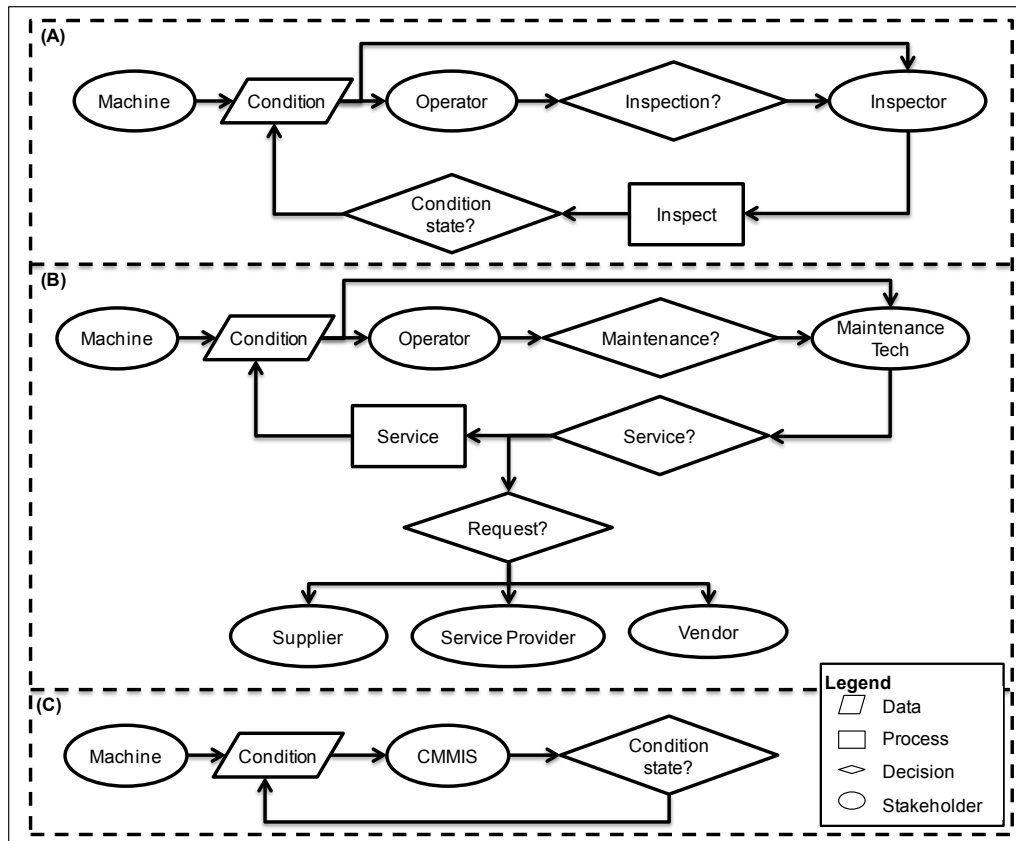 (A)
Machine
Condition
Operator
Inspection?
Inspector
Condition
state?
Inspect
(B)
Machine
Condition
Operator
Maintenance?
Maintenance
Tech
Service
Service?
Request?
Supplier
Service Provider
Vendor
(C)
Machine
Condition
CMMIS
Condition
state?
Legend
Data
Process
Decision
Stakeholder